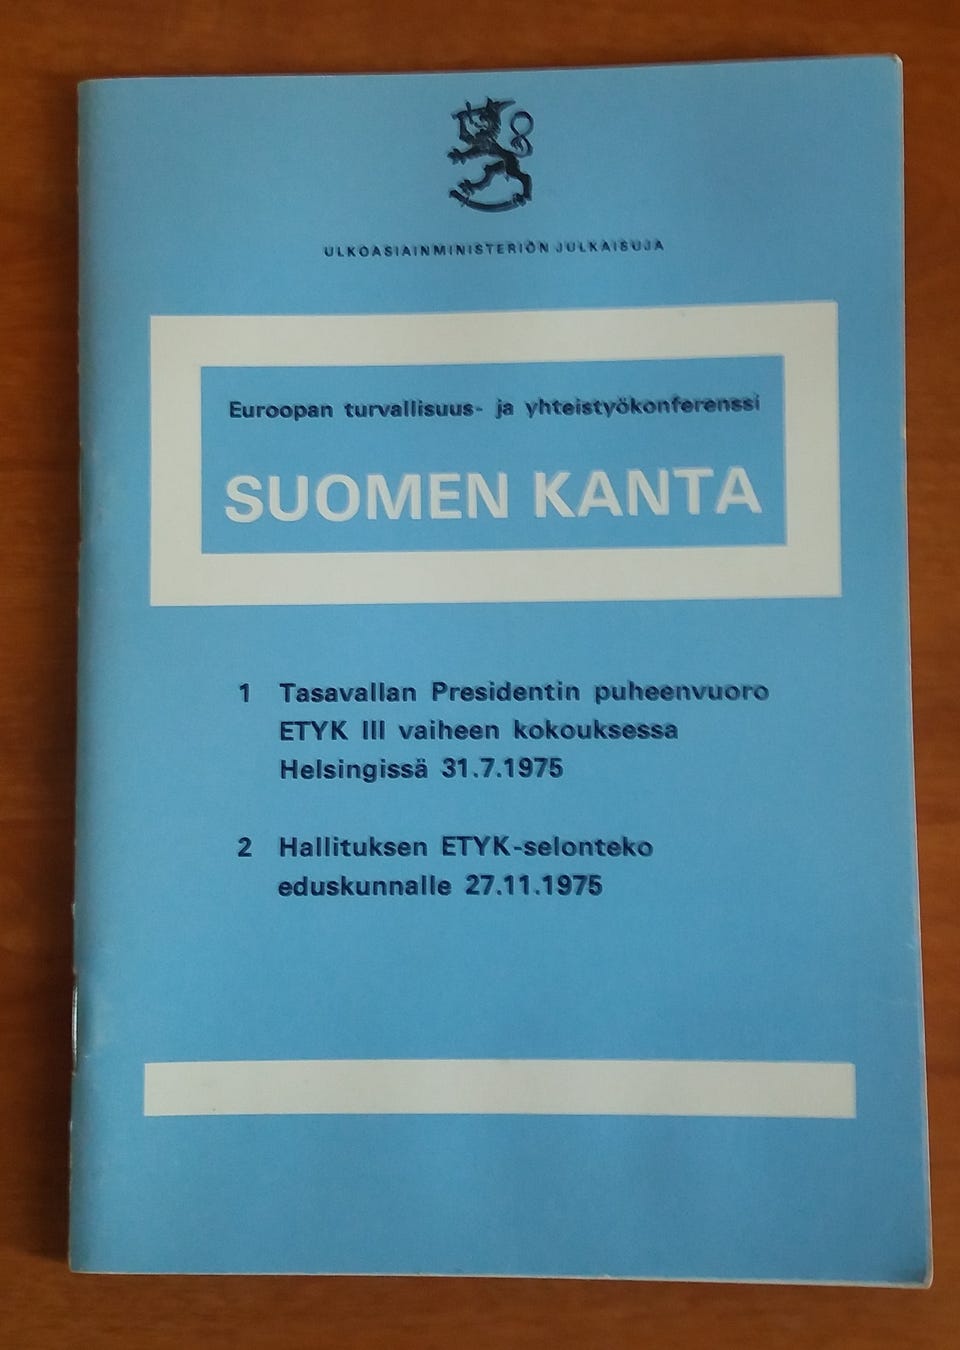 ULKOASIAINMINISTERIÖN JULKAISUJA
Euroopan turvallisuus- ja yhteistyökonferenssi
SUOMEN KANTA
1 Tasavallan Presidentin puheenvuoro
ETYK III vaiheen kokouksessa
Helsingissä 31.7.1975
2 Hallituksen ETYK-selonteko
eduskunnalle 27.11.1975